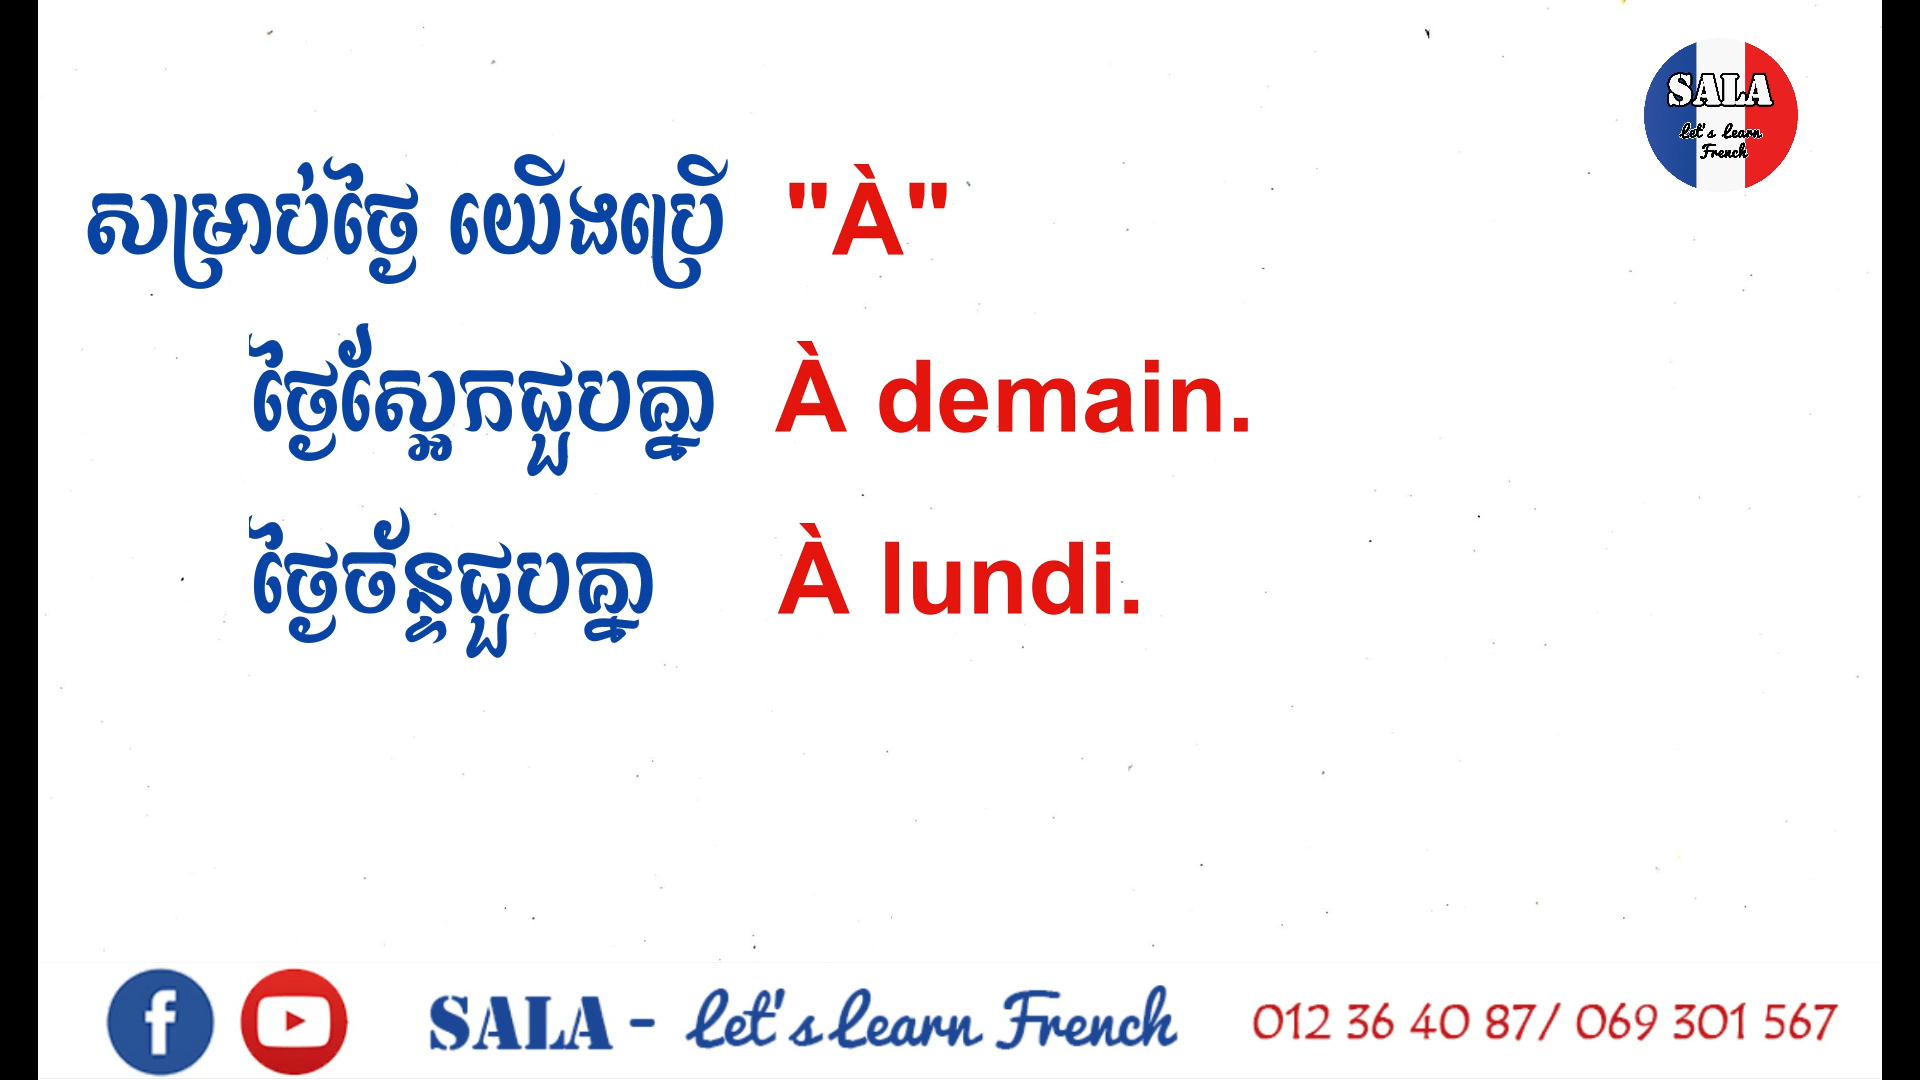 SALA
Let's Learn
French
សម្រាប់ថ្ងៃ យើងប្រើ "À"
ថ្ងៃស្អែកជួបគ្នា À demain.
ថ្ងៃច័ន្ទជួបគ្នា À lundi.
SALA - Let's Learn French 012 36 40 87/ 069 301 567